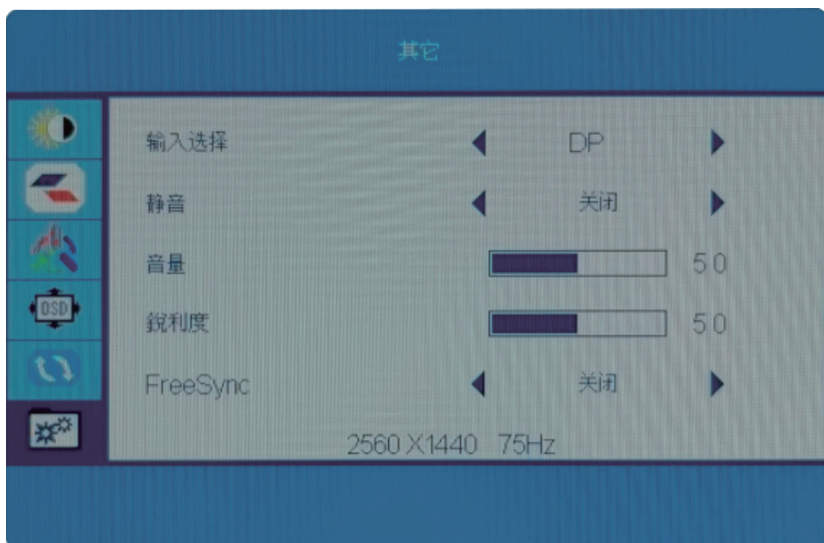 其它
输入选择 DP
静音 关闭
音量 50
銳利度 50
OSD
FreeSync 关闭
2560 X1440 75Hz